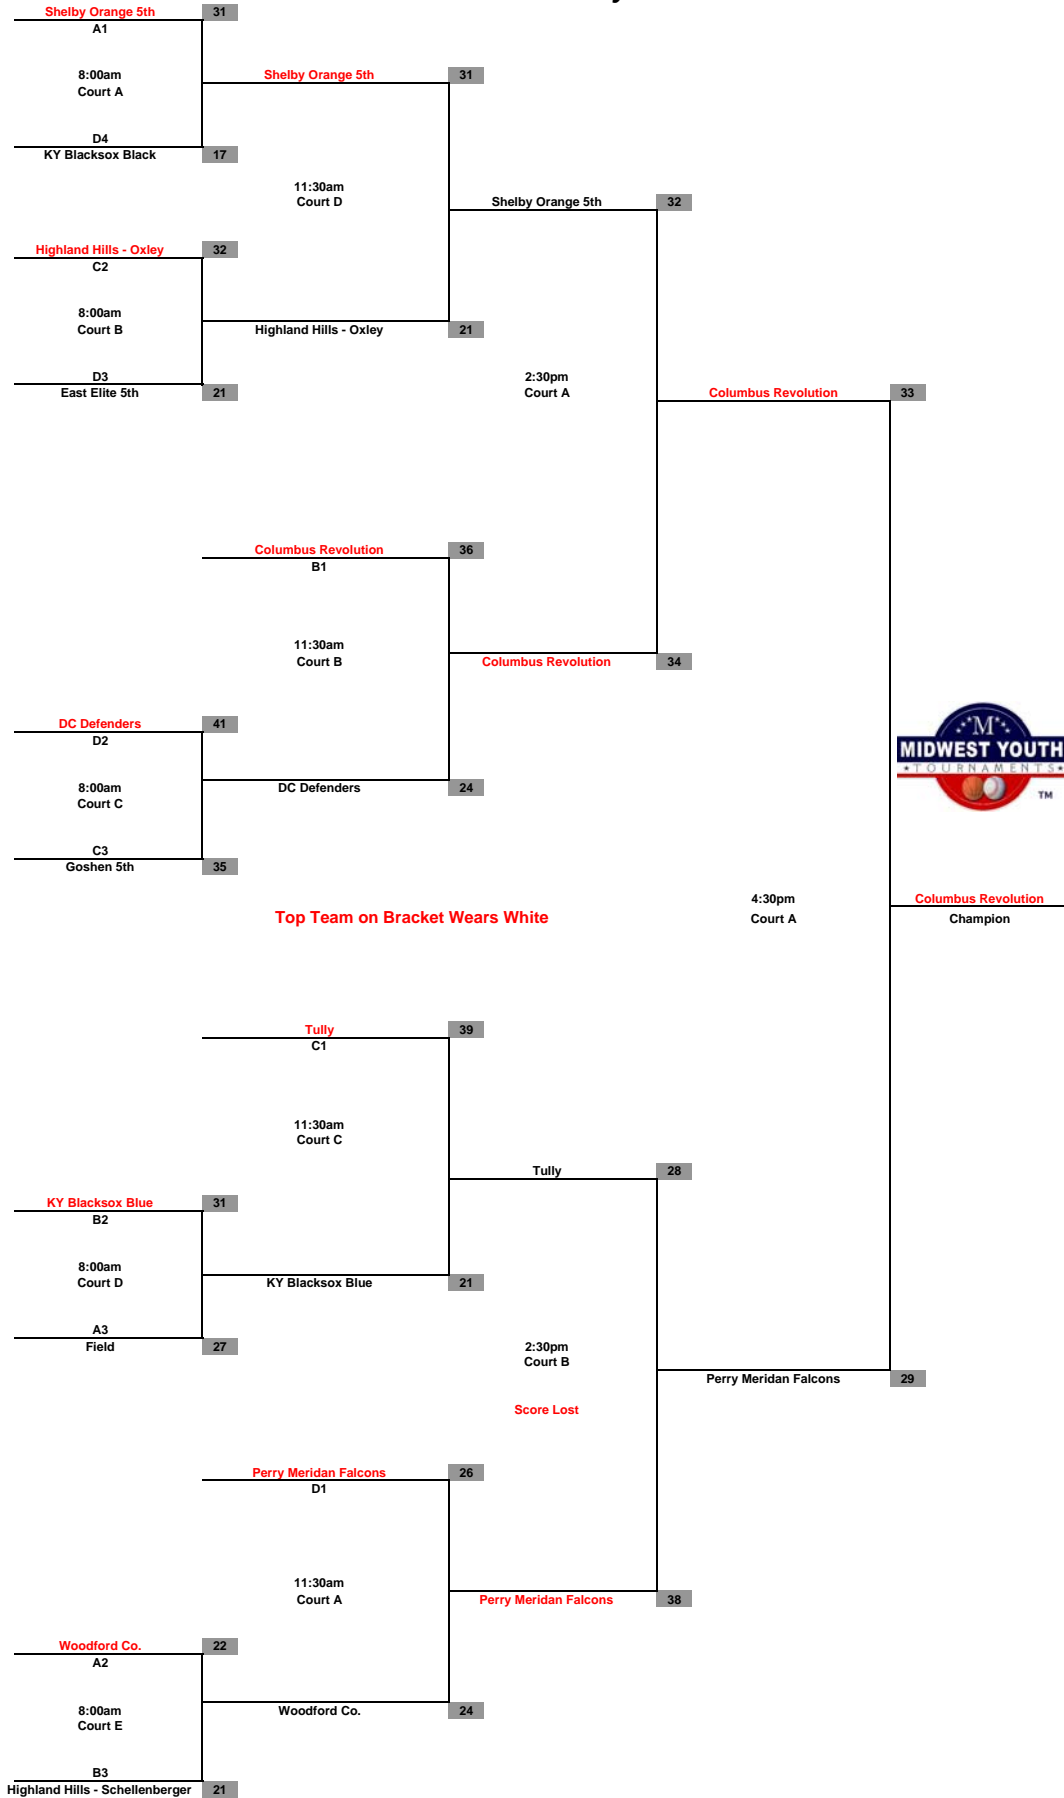 Shelby Orange 5th 31
A1
8:00am
Court A
D4
KY Blacksox Black 17
Shelby Orange 5th 31
11:30am
Court D
Highland Hills - Oxley 32
C2
8:00am
Court B
D3
East Elite 5th 21
Highland Hills - Oxley 21
Shelby Orange 5th 32
2:30pm
Court A
Columbus Revolution 33
Columbus Revolution 36
B1
11:30am
Court B
Columbus Revolution 34
DC Defenders 41
D2
8:00am
Court C
C3
Goshen 5th 35
DC Defenders 24
M
MIDWEST YOUTH
TOURNAMENTS
TM
Top Team on Bracket Wears White
4:30pm
Court A
Columbus Revolution
Champion
Tully 39
C1
11:30am
Court C
Tully 28
KY Blacksox Blue 31
B2
8:00am
Court D
A3
Field 27
KY Blacksox Blue 21
2:30pm
Court B
Score Lost
Perry Meridan Falcons 29
Perry Meridan Falcons 26
D1
11:30am
Court A
Perry Meridan Falcons 38
Woodford Co. 22
A2
8:00am
Court E
B3
Highland Hills - Schellenberger 21
Woodford Co. 24